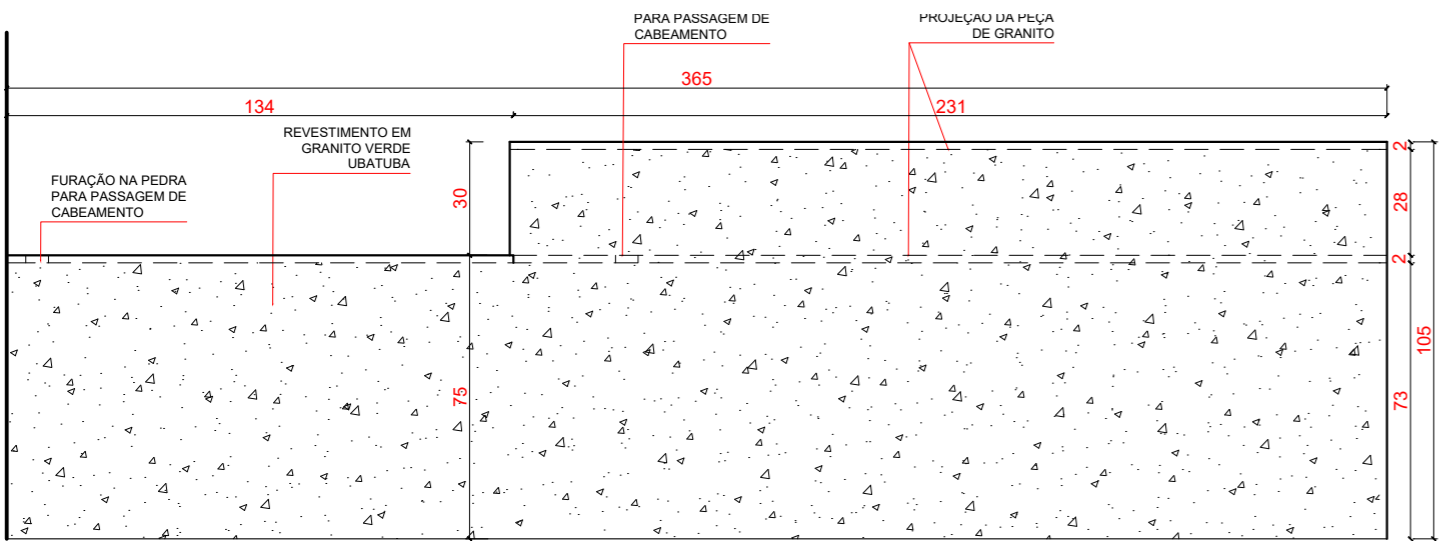 PARA PASSAGEM DE
CABEAMENTO
PROJEÇÃO DA PEÇA
DE GRANITO
365
134
231
REVESTIMENTO EM
GRANITO VERDE
UBATUBA
FURAÇÃO NA PEDRA
PARA PASSAGEM DE
CABEAMENTO
30
75
2
28
2
73
105